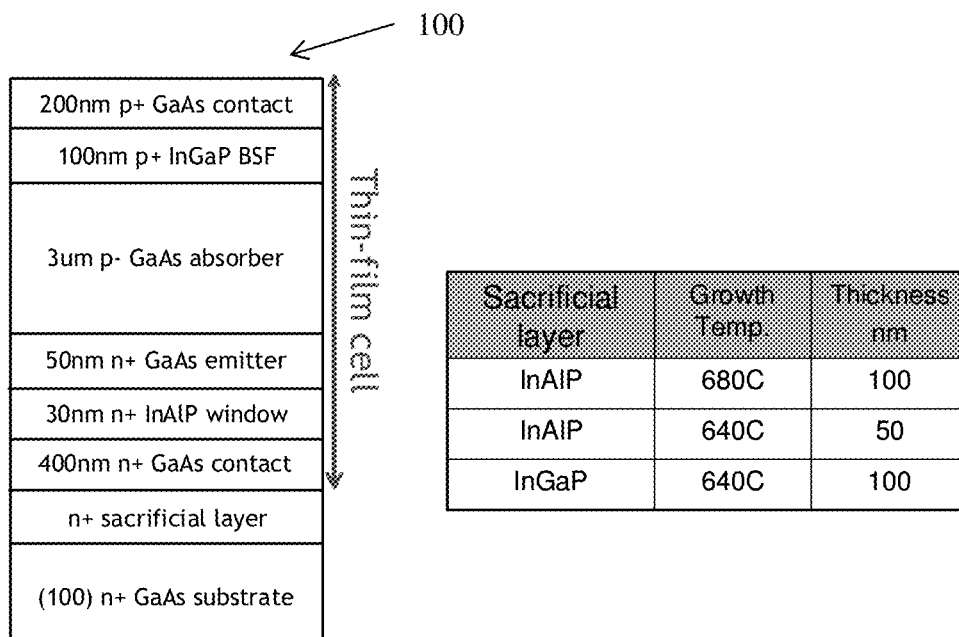 100
200nm p+ GaAs contact
100nm p+ InGaP BSF
3um p- GaAs absorber
50nm n+ GaAs emitter
30nm n+ InAlP window
400nm n+ GaAs contact
n+ sacrificial layer
(100) n+ GaAs substrate
Thin-film cell
Sacrificial layer | Growth Temp. | Thickness nm
InAlP | 680C | 100
InAlP | 640C | 50
InGaP | 640C | 100